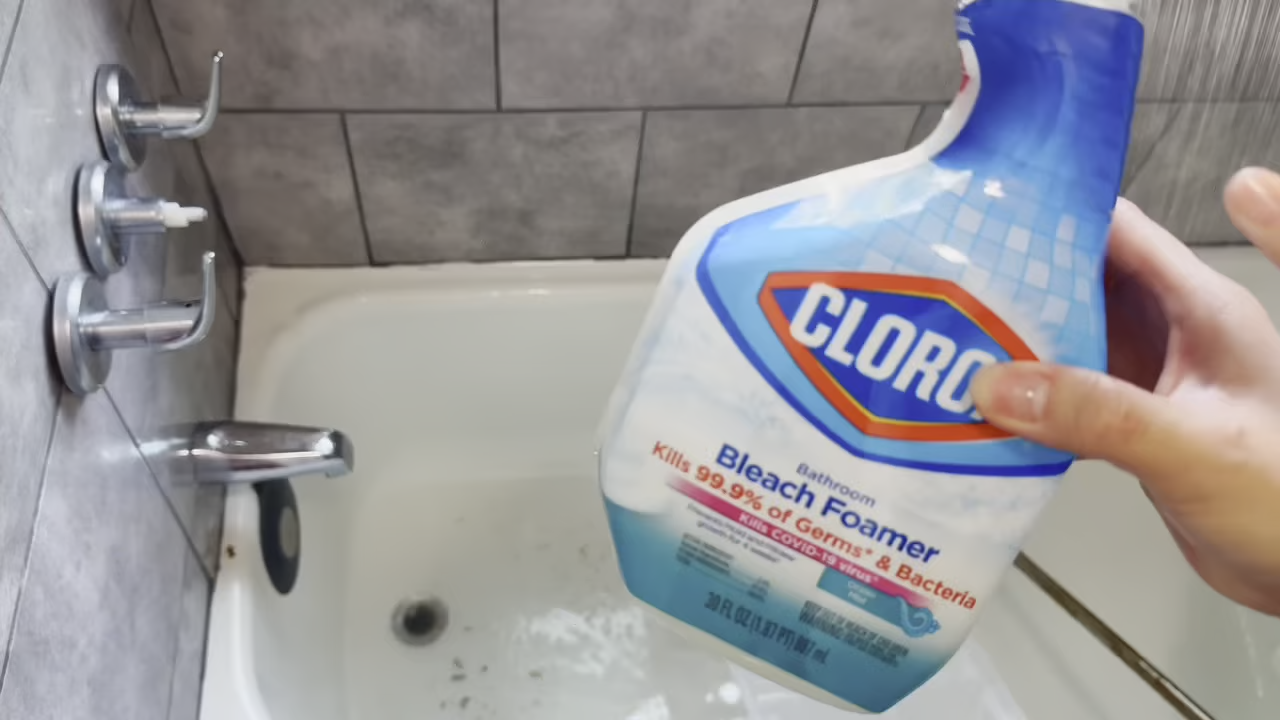 CLORO
Bathroom
Bleach Foamer
Kills 99.9% of Germs* & Bacteria
Kills COVID-19 virus*
30 FL OZ (1.87 PT) 887 mL